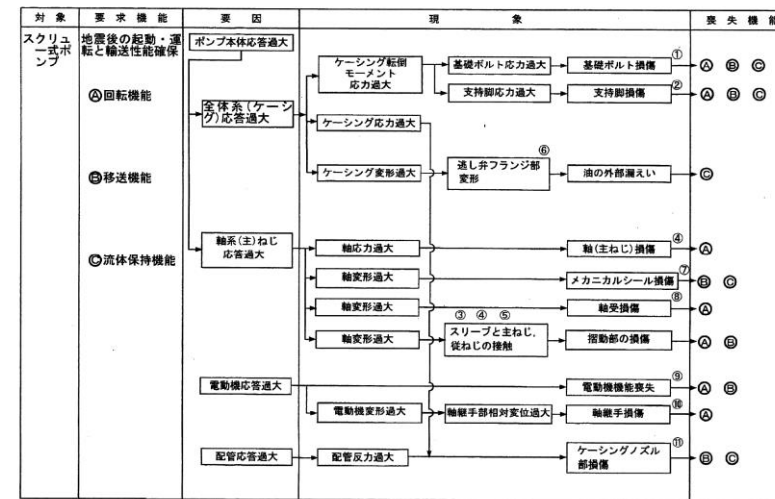 対象 要求機能 要因 現象 喪失機能
スクリュ
ー式ポ
ンプ
地震後の起動・運
転と輸送性能確保
Ⓐ回転機能
Ⓑ移送機能
Ⓒ流体保持機能
ポンプ本体応答過大
全体系(ケーシン
グ)応答過大
ケーシング転倒
モーメント
応力過大
基礎ボルト応力過大
①
基礎ボルト損傷
Ⓐ Ⓑ Ⓒ
支持脚応力過大
②
支持脚損傷
Ⓐ Ⓑ Ⓒ
ケーシング応力過大
ケーシング変形過大
⑥
逃し弁フランジ部
変形
油の外部漏えい
Ⓒ
軸系(主)ねじ
応答過大
軸応力過大
④
軸(主ねじ)損傷
Ⓐ
軸変形過大
⑦
メカニカルシール損傷
Ⓑ Ⓒ
軸変形過大
⑧
軸受損傷
Ⓐ
軸変形過大
③ ④ ⑤
スリーブと主ねじ,
従ねじの接触
摺動部の損傷
Ⓐ Ⓑ
電動機応答過大
⑨
電動機機能喪失
Ⓐ Ⓑ
電動機変形過大
軸継手部相対変位過大
⑩
軸継手損傷
Ⓐ
配管応答過大
配管反力過大
⑪
ケーシングノズル
部損傷
Ⓑ Ⓒ